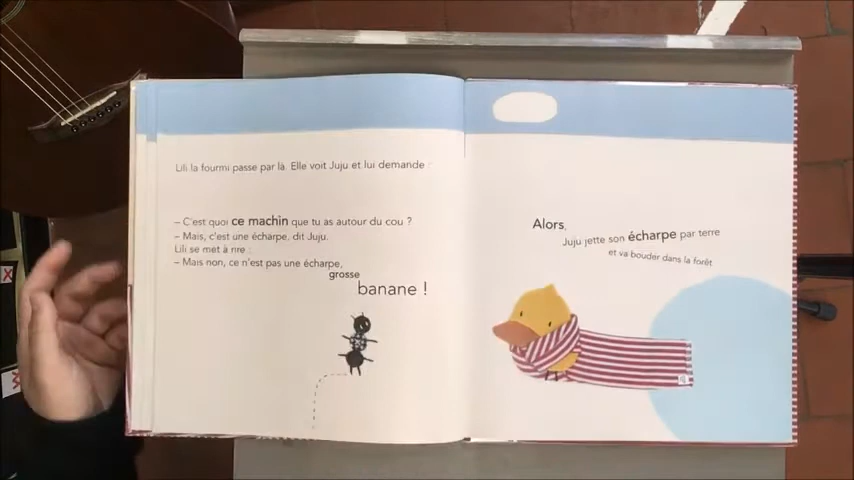 Lili la fourmi passe par là. Elle voit Juju et lui demande :
– C'est quoi ce machin que tu as autour du cou ?
– Mais, c'est une écharpe, dit Juju.
Lili se met à rire :
– Mais non, ce n'est pas une écharpe,
grosse
banane !
Alors,
Juju jette son écharpe par terre
et va bouder dans la forêt